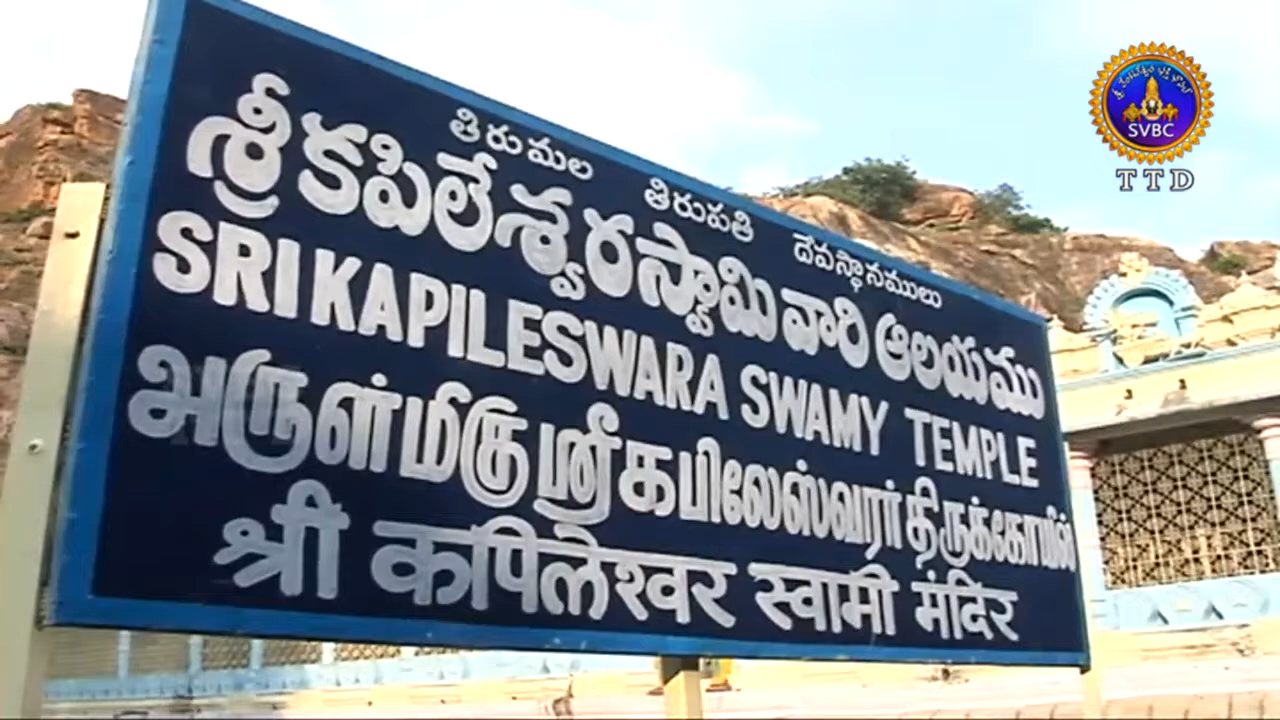 తిరుమల తిరుపతి దేవస్థానములు
శ్రీ కపిలేశ్వరస్వామి వారి ఆలయము
SRI KAPILESWARA SWAMY TEMPLE
அருள்மிகு ஸ்ரீ கபிலேஸ்வரர் திருக்கோயில்
श्री कपिलेश्वर स्वामी मंदिर
SVBC
TTD